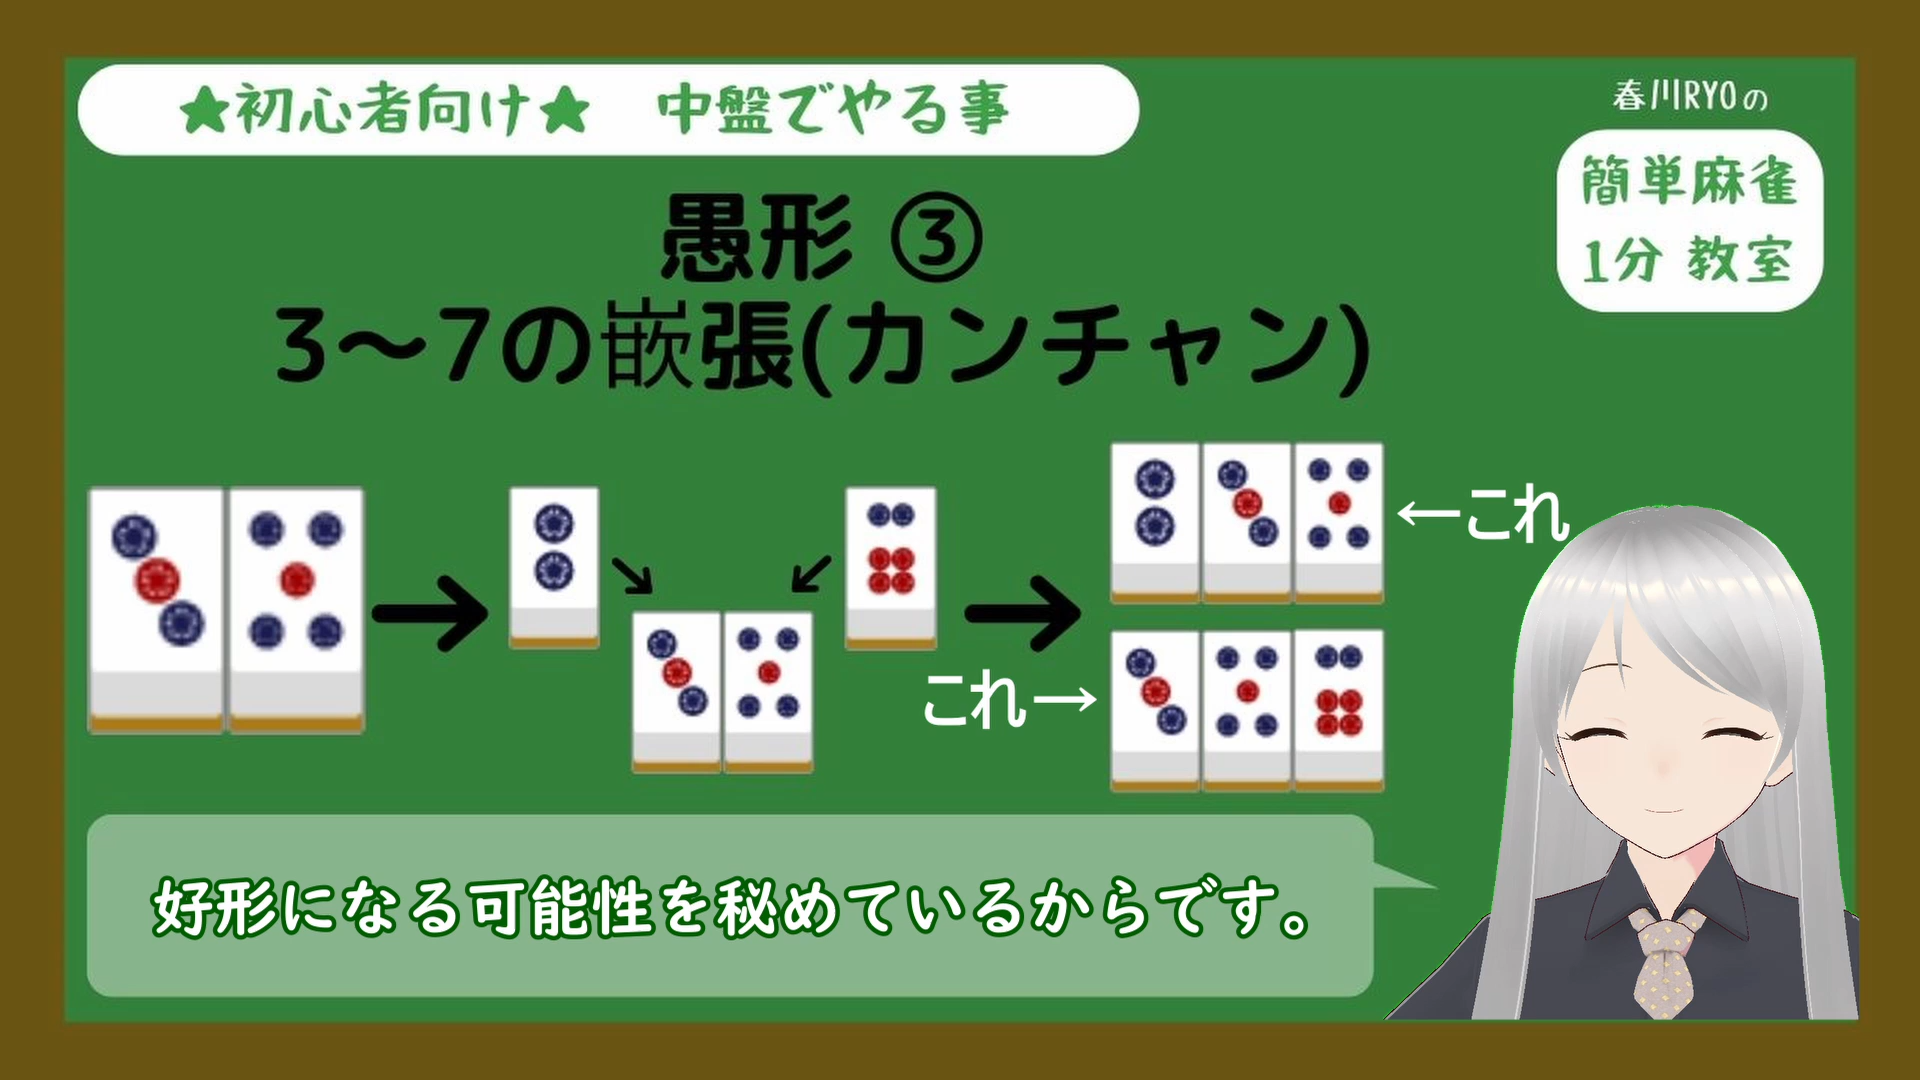 ★初心者向け★ 中盤でやる事
春川RYOの
簡単麻雀
1分 教室
愚形 ③
3〜7の嵌張(カンチャン)
←これ
これ→
好形になる可能性を秘めているからです。